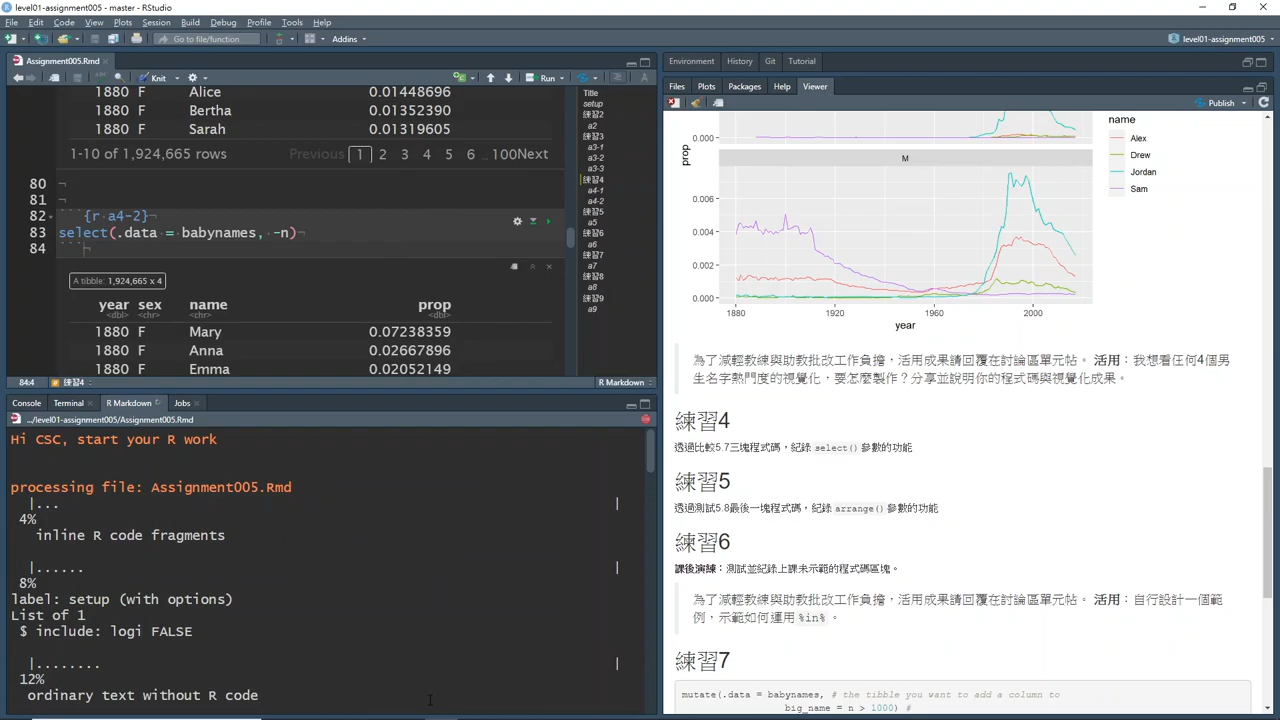 level01-assignment005 - master - RStudio
File Edit Code View Plots Session Build Debug Profile Tools Help
Go to file/function Addins level01-assignment005
Assignment005.Rmd
Knit Run
1880 F Alice 0.01448696
1880 F Bertha 0.01352390
1880 F Sarah 0.01319605
1-10 of 1,924,665 rows Previous 1 2 3 4 5 6 ... 100 Next
80
81
82 ```{r a4-2}
83 select(.data = babynames, -n)
84 ```
A tibble: 1,924,665 x 4
year sex name prop
<dbl> <chr> <chr> <dbl>
1880 F Mary 0.07238359
1880 F Anna 0.02667896
1880 F Emma 0.02052149
84:4 練習4 R Markdown
Title
setup
練習2
a2
練習3
a3-1
a3-2
a3-3
練習4
a4-1
a4-2
練習5
a5
練習6
a6
練習7
a7
練習8
a8
練習9
a9
Console Terminal R Markdown Jobs
.../level01-assignment005/Assignment005.Rmd
Hi CSC, start your R work
processing file: Assignment005.Rmd
|... |
4%
inline R code fragments
|...... |
8%
label: setup (with options)
List of 1
$ include: logi FALSE
|........ |
12%
ordinary text without R code
Environment History Git Tutorial
Files Plots Packages Help Viewer
Publish
0.000
M
0.006
0.004
0.002
0.000
prop
1880 1920 1960 2000
year
name
Alex
Drew
Jordan
Sam
為了減輕教練與助教批改工作負擔，活用成果請回覆在討論區單元帖。 活用：我想看任何4個男
生名字熱門度的視覺化，要怎麼製作？分享並說明你的程式碼與視覺化成果。
練習4
透過比較5.7三塊程式碼，紀錄 select() 參數的功能
練習5
透過測試5.8最後一塊程式碼，紀錄 arrange() 參數的功能
練習6
課後演練：測試並紀錄上課未示範的程式碼區塊。
為了減輕教練與助教批改工作負擔，活用成果請回覆在討論區單元帖。 活用：自行設計一個範
例，示範如何運用 %in% 。
練習7
mutate(.data = babynames, # the tibble you want to add a column to
big_name = n > 1000) #